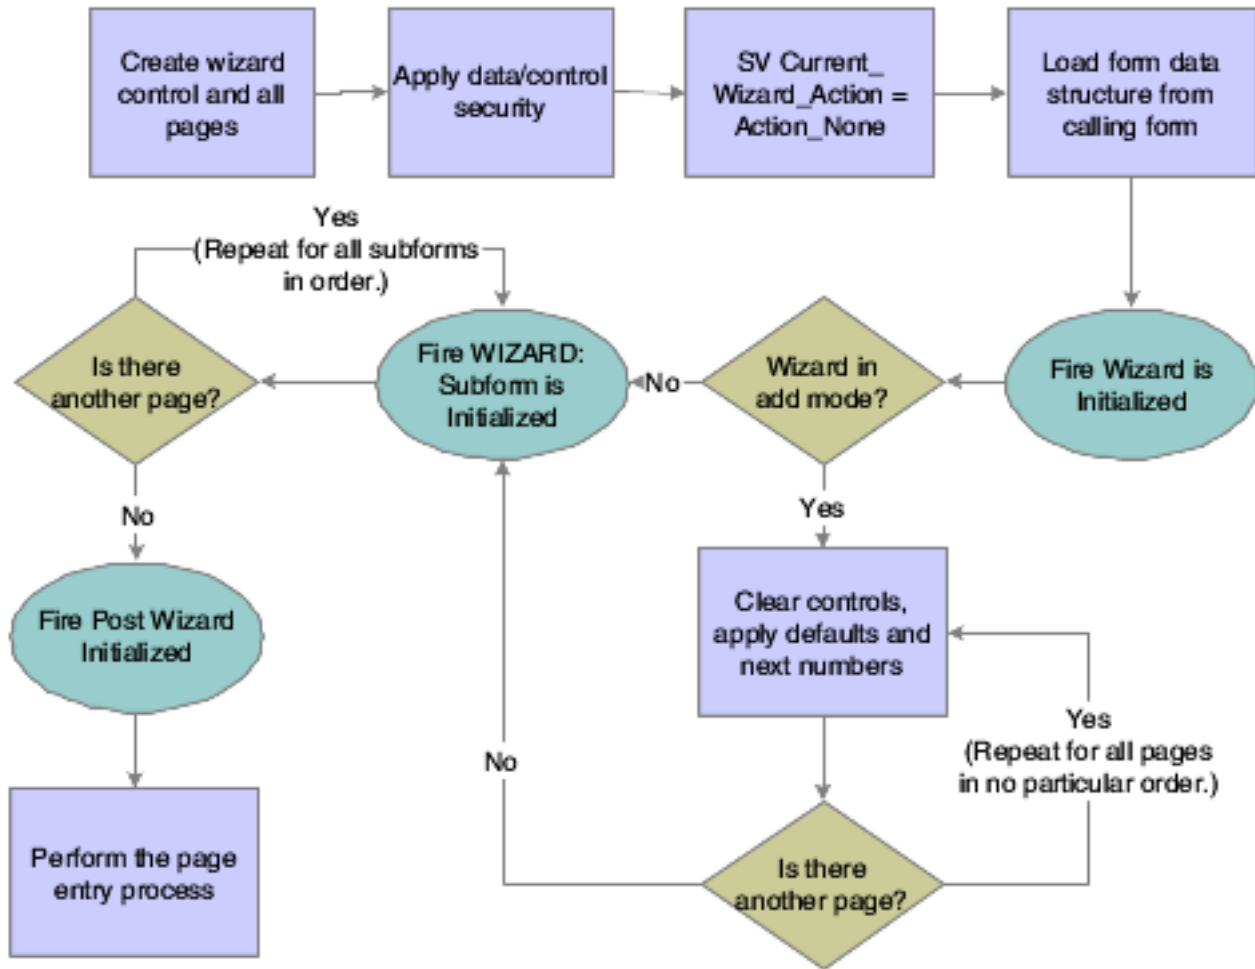 Create wizard
control and all
pages
Apply data/control
security
SV Current_
Wizard_Action =
Action_None
Load form data
structure from
calling form
Yes
(Repeat for all subforms
in order.)
Is there
another page?
Fire WIZARD:
Subform is
Initialized
No
Wizard in
add mode?
Fire Wizard is
Initialized
No
Yes
Fire Post Wizard
Initialized
Clear controls,
apply defaults and
next numbers
Yes
(Repeat for all pages
in no particular order.)
No
Perform the page
entry process
Is there
another page?